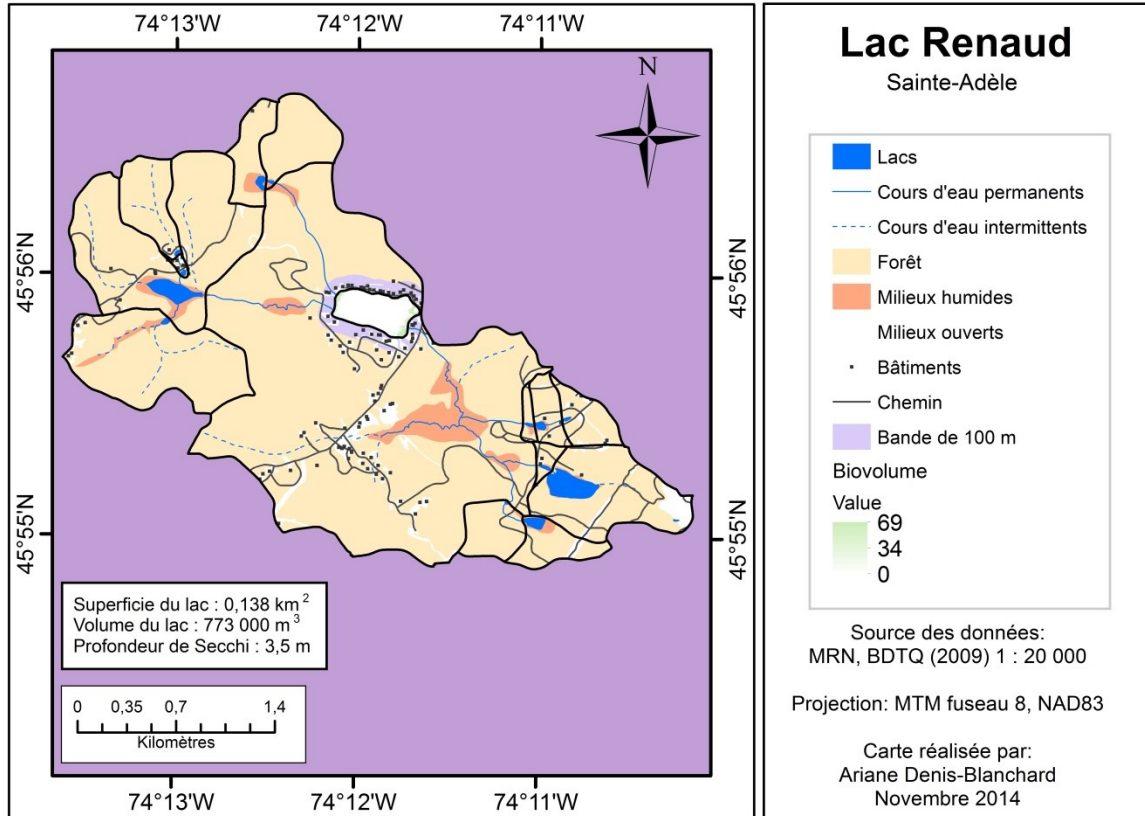 74°13'W
74°12'W
74°11'W
N
45°56'N
45°56'N
45°55'N
45°55'N
Superficie du lac : 0,138 km²
Volume du lac : 773 000 m³
Profondeur de Secchi : 3,5 m
0 0,35 0,7 1,4
Kilomètres
74°13'W
74°12'W
74°11'W
Lac Renaud
Sainte-Adèle
Lacs
Cours d'eau permanents
Cours d'eau intermittents
Forêt
Milieux humides
Milieux ouverts
Bâtiments
Chemin
Bande de 100 m
Biovolume
Value
69
34
0
Source des données:
MRN, BDTQ (2009) 1 : 20 000
Projection: MTM fuseau 8, NAD83
Carte réalisée par:
Ariane Denis-Blanchard
Novembre 2014